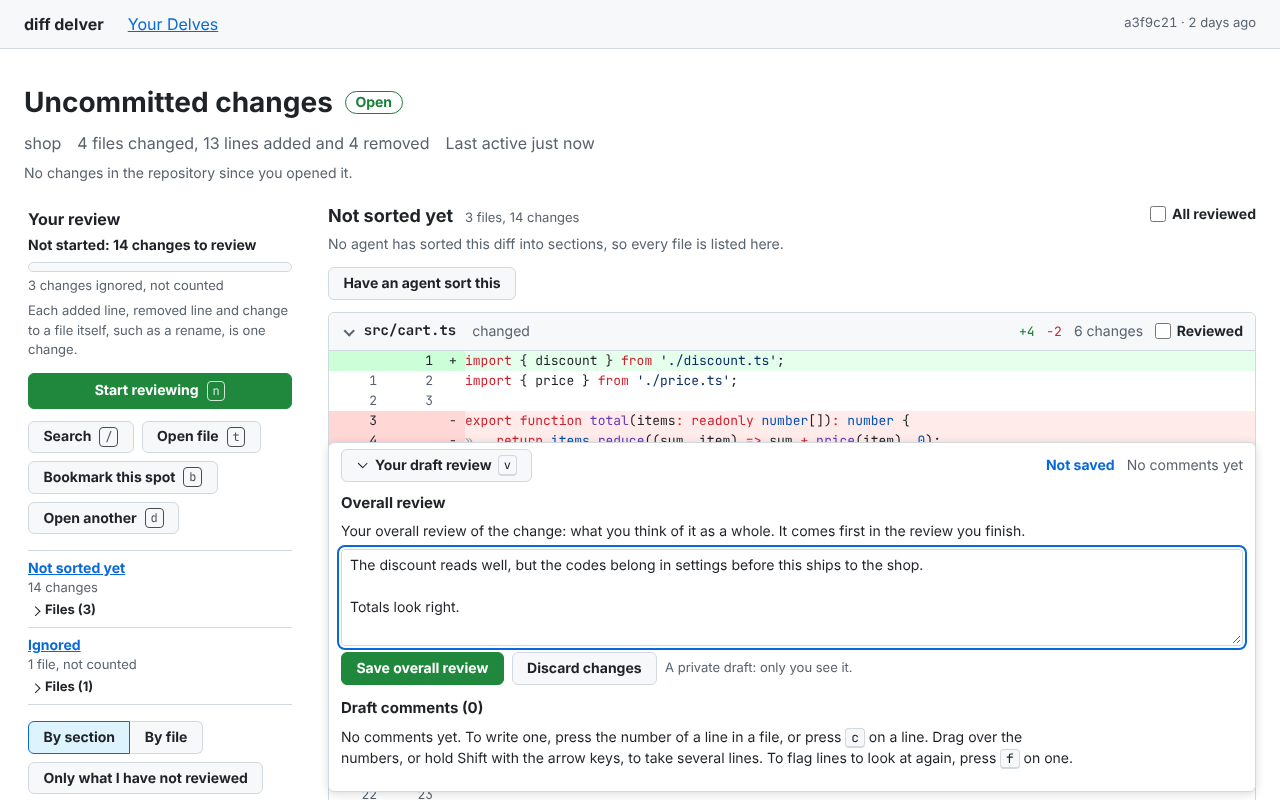 diff delver Your Delves a3f9c21 · 2 days ago
Uncommitted changes Open
shop 4 files changed, 13 lines added and 4 removed Last active just now
No changes in the repository since you opened it.
Your review
Not started: 14 changes to review
3 changes ignored, not counted
Each added line, removed line and change
to a file itself, such as a rename, is one
change.
Start reviewing n
Search / Open file t
Bookmark this spot b
Open another d
Not sorted yet
14 changes
Files (3)
Ignored
1 file, not counted
Files (1)
By section By file
Only what I have not reviewed
Not sorted yet 3 files, 14 changes All reviewed
No agent has sorted this diff into sections, so every file is listed here.
Have an agent sort this
src/cart.ts changed +4 -2 6 changes Reviewed
1 + import { discount } from './discount.ts';
1 2 import { price } from './price.ts';
2 3
3 - export function total(items: readonly number[]): number {
4 - » return items.reduce((sum, item) => sum + price(item), 0);
Your draft review v Not saved No comments yet
Overall review
Your overall review of the change: what you think of it as a whole. It comes first in the review you finish.
The discount reads well, but the codes belong in settings before this ships to the shop.
Totals look right.
Save overall review Discard changes A private draft: only you see it.
Draft comments (0)
No comments yet. To write one, press the number of a line in a file, or press c on a line. Drag over the
numbers, or hold Shift with the arrow keys, to take several lines. To flag lines to look at again, press f on one.
22 23